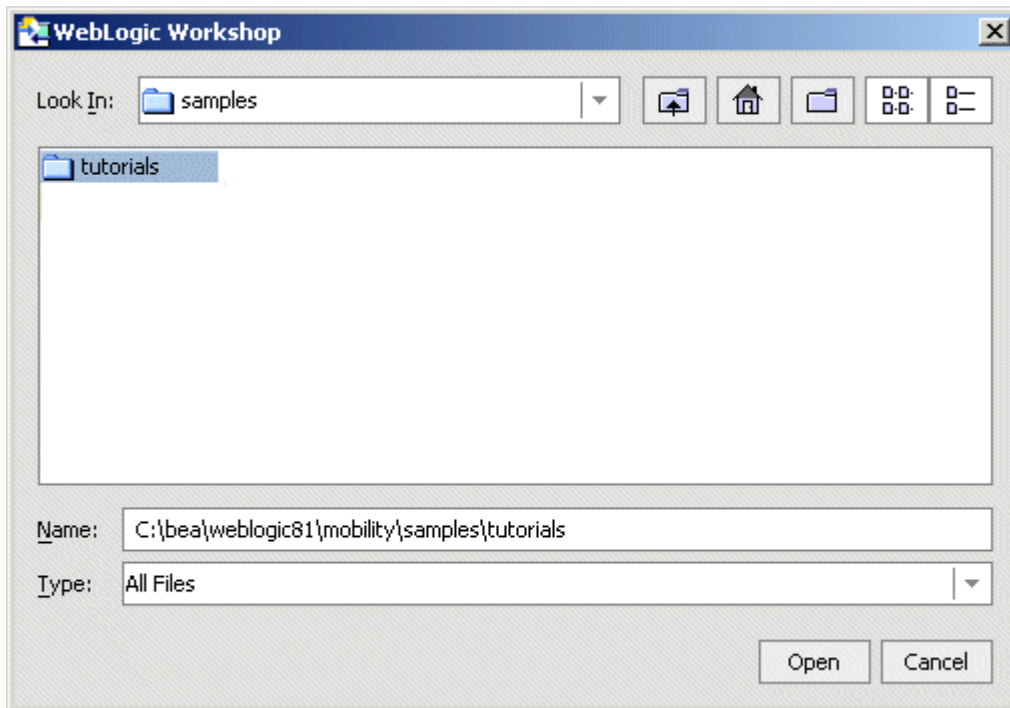 WebLogic Workshop
Look In: samples
tutorials
Name: C:\bea\weblogic81\mobility\samples\tutorials
Type: All Files
Open Cancel